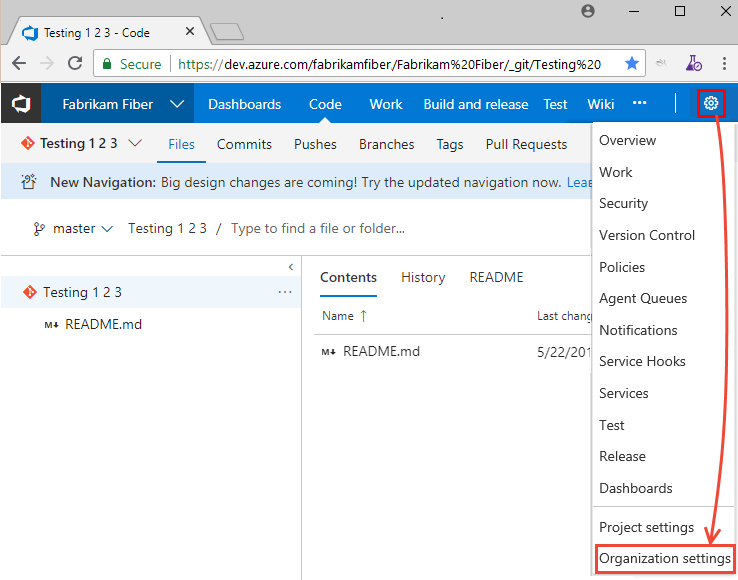 Testing 1 2 3 - Code
Secure https://dev.azure.com/fabrikamfiber/Fabrikam%20Fiber/_git/Testing%20
Fabrikam Fiber Dashboards Code Work Build and release Test Wiki ···
Testing 1 2 3 Files Commits Pushes Branches Tags Pull Requests
New Navigation: Big design changes are coming! Try the updated navigation now. Lear
master Testing 1 2 3 / Type to find a file or folder...
Testing 1 2 3 ···
README.md
Contents History README
Name ↑ Last chang
README.md 5/22/201
Overview
Work
Security
Version Control
Policies
Agent Queues
Notifications
Service Hooks
Services
Test
Release
Dashboards
Project settings
Organization settings